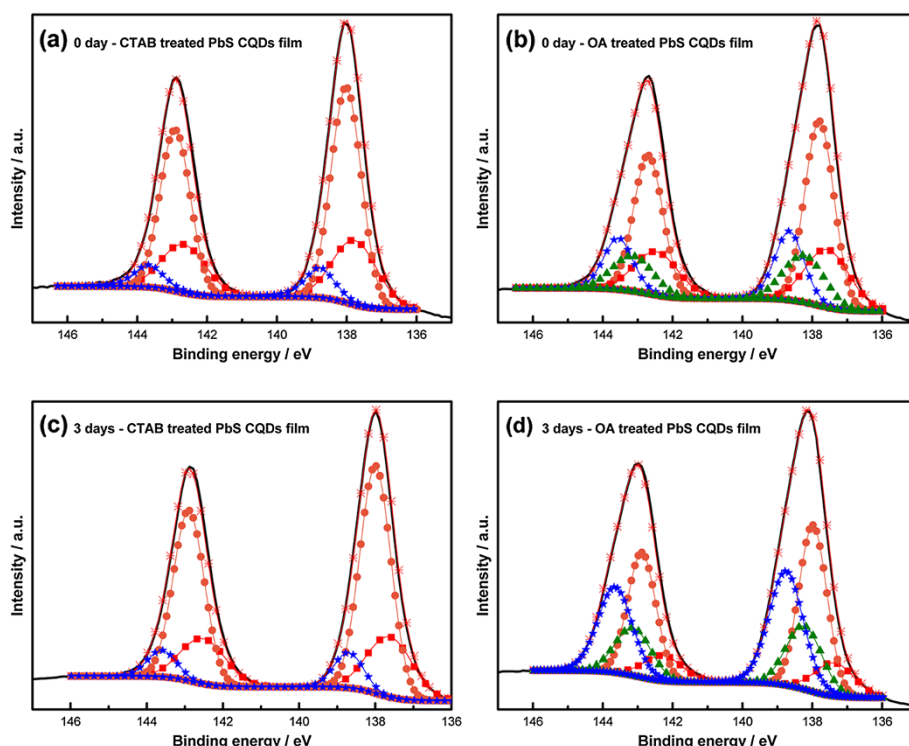 (a) 0 day - CTAB treated PbS CQDs film
Intensity / a.u.
146 144 142 140 138 136
Binding energy / eV
(b) 0 day - OA treated PbS CQDs film
Intensity / a.u.
146 144 142 140 138 136
Binding energy / eV
(c) 3 days - CTAB treated PbS CQDs film
Intensity / a.u.
146 144 142 140 138 136
Binding energy / eV
(d) 3 days - OA treated PbS CQDs film
Intensity / a.u.
146 144 142 140 138 136
Binding energy / eV